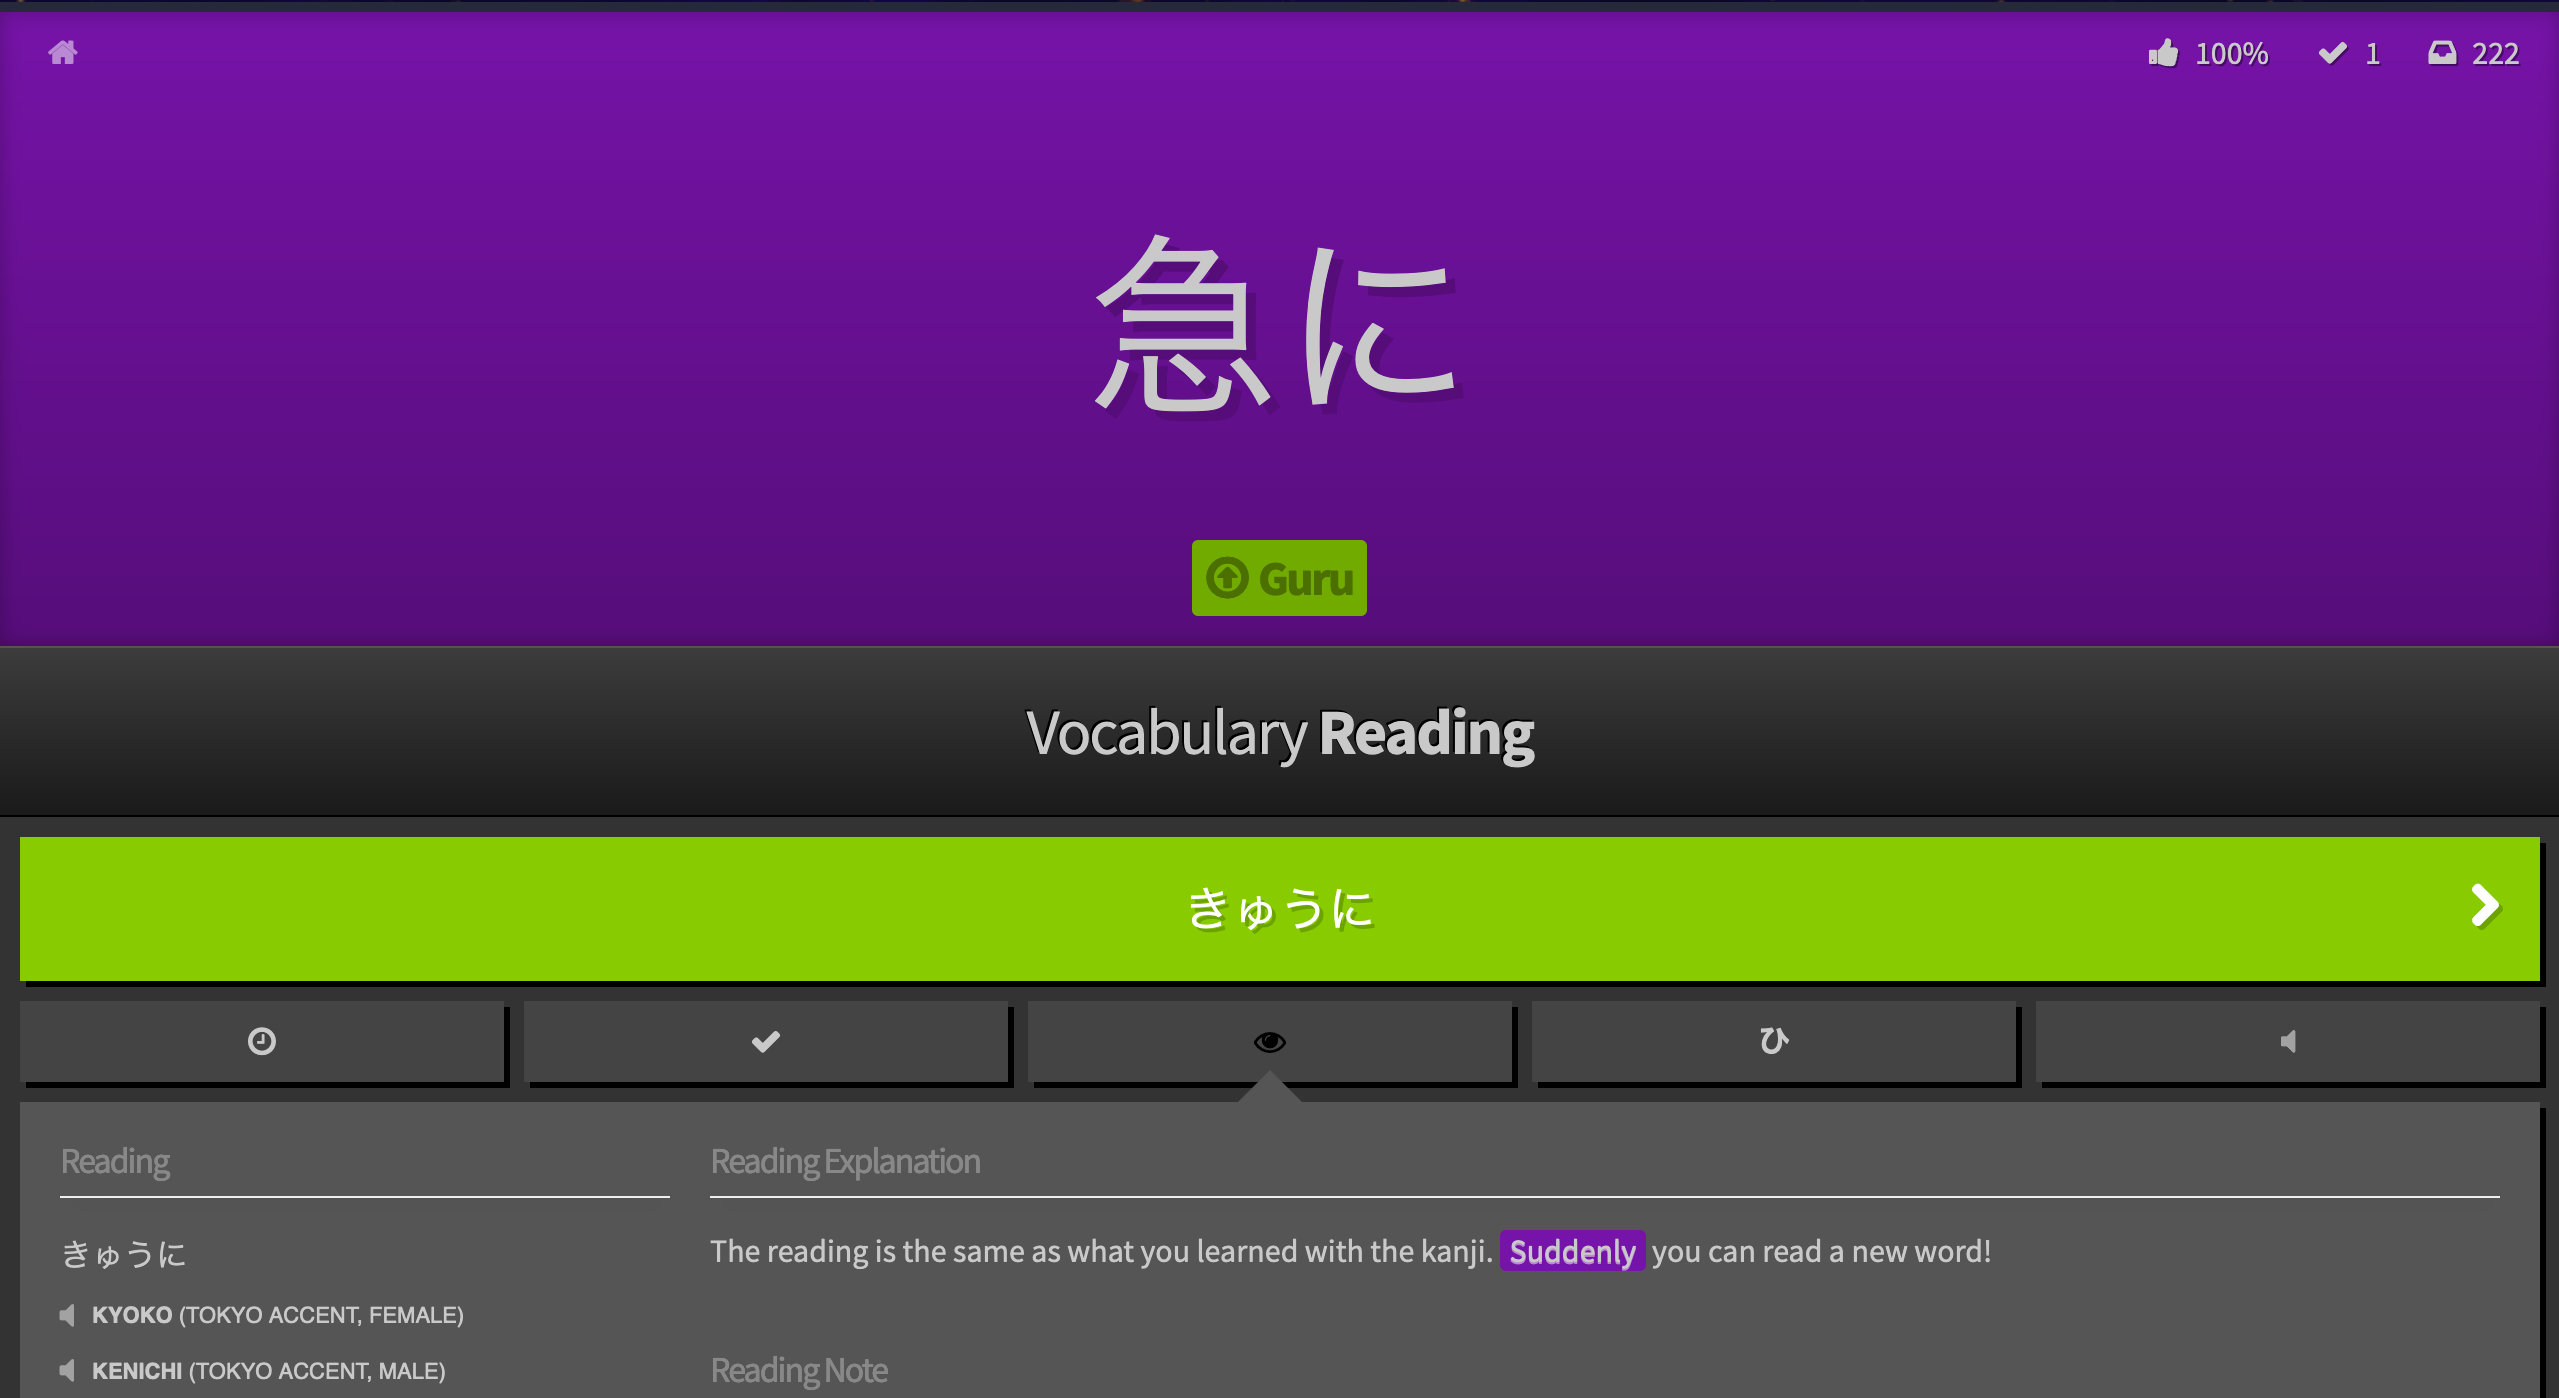 100% 1 222
急に
Guru
Vocabulary Reading
きゅうに
ひ
Reading
きゅうに
KYOKO (TOKYO ACCENT, FEMALE)
KENICHI (TOKYO ACCENT, MALE)
Reading Explanation
The reading is the same as what you learned with the kanji. Suddenly you can read a new word!
Reading Note